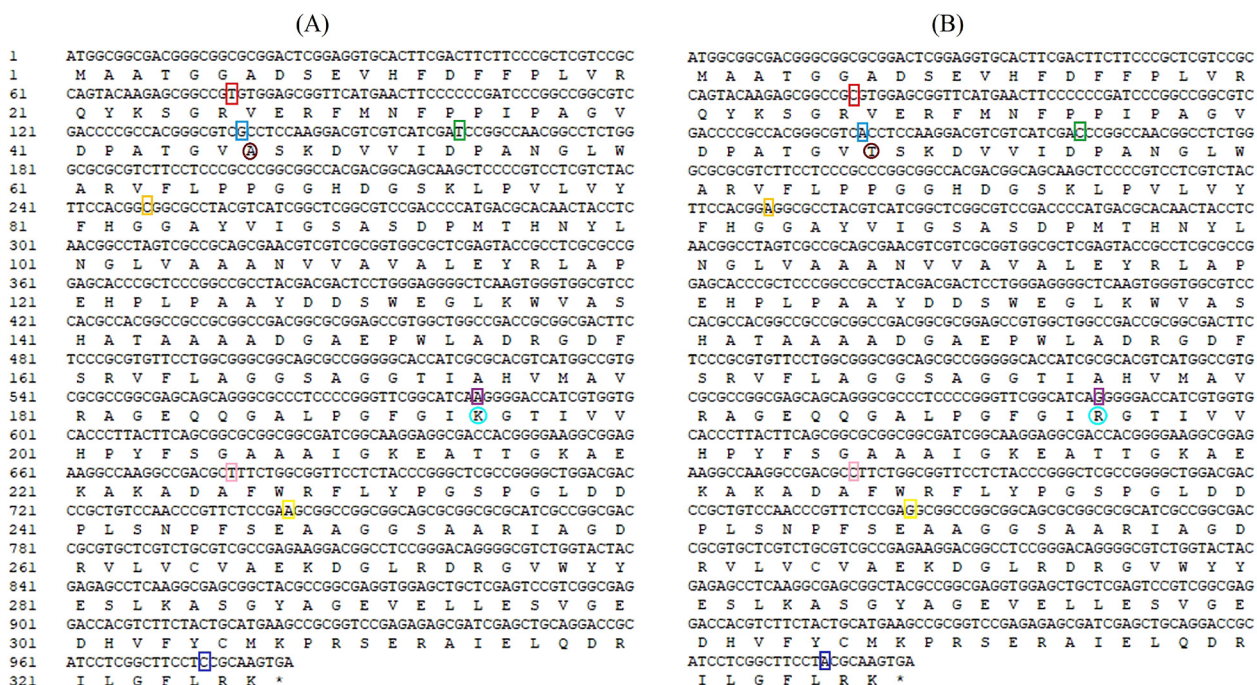 (A)
1 ATGGCGGCGACGGGCGGCGCGGACTCGGAGGTGCACTTCGACTTCTTCCCGCTCGTCCGC
1 M A A T G G A D S E V H F D F F P L V R
61 CAGTACAAGAGCGGCCGTGTGGAGCGGTTCATGAACTTCCCCCCGATCCCGGCCGGCGTC
21 Q Y K S G R V E R F M N F P P I P A G V
121 GACCCCGCCACGGGCGTCGCCTCCAAGGACGTCGTCATCGATCCGGCCAACGGCCTCTGG
41 D P A T G V A S K D V V I D P A N G L W
181 GCGCGCGTCTTCCTCCCGCCCGGCGGCCACGACGGCAGCAAGCTCCCCGTCCTCGTCTAC
61 A R V F L P P G G H D G S K L P V L V Y
241 TTCCACGGCGGCGCCTACGTCATCGGCTCGGCGTCCGACCCCATGACGCACAACTACCTC
81 F H G G A Y V I G S A S D P M T H N Y L
301 AACGGCCTAGTCGCCGCAGCGAACGTCGTCGCGGTGGCGCTCGAGTACCGCCTCGCGCCG
101 N G L V A A A N V V A V A L E Y R L A P
361 GAGCACCCGCTCCCGGCCGCCTACGACGACTCCTGGGAGGGGCTCAAGTGGGTGGCGTCC
121 E H P L P A A Y D D S W E G L K W V A S
421 CACGCCACGGCCGCCGCGGCCGACGGCGCGGAGCCGTGGCTGGCCGACCGCGGCGACTTC
141 H A T A A A A D G A E P W L A D R G D F
481 TCCCGCGTGTTCCTGGCGGGCGGCAGCGCCGGGGGCACCATCGCGCACGTCATGGCCGTG
161 S R V F L A G G S A G G T I A H V M A V
541 CGCGCCGGCGAGCAGCAGGGCGCCCTCCCCGGGTTCGGCATCAAGGGGACCATCGTGGTG
181 R A G E Q Q G A L P G F G I K G T I V V
601 CACCCTTACTTCAGCGGCGCGGCGGCGATCGGCAAGGAGGCGACCACGGGGAAGGCGGAG
201 H P Y F S G A A A I G K E A T T G K A E
661 AAGGCCAAGGCCGACGCTTTCTGGCGGTTCCTCTACCCGGGCTCGCCGGGGCTGGACGAC
221 K A K A D A F W R F L Y P G S P G L D D
721 CCGCTGTCCAACCCGTTCTCCGAAGCGGCCGGCGGCAGCGCGGCGCGCATCGCCGGCGAC
241 P L S N P F S E A A G G S A A R I A G D
781 CGCGTGCTCGTCTGCGTCGCCGAGAAGGACGGCCTCCGGGACAGGGGCGTCTGGTACTAC
261 R V L V C V A E K D G L R D R G V W Y Y
841 GAGAGCCTCAAGGCGAGCGGCTACGCCGGCGAGGTGGAGCTGCTCGAGTCCGTCGGCGAG
281 E S L K A S G Y A G E V E L L E S V G E
901 GACCACGTCTTCTACTGCATGAAGCCGCGGTCCGAGAGAGCGATCGAGCTGCAGGACCGC
301 D H V F Y C M K P R S E R A I E L Q D R
961 ATCCTCGGCTTCCTCCGCAAGTGA
321 I L G F L R K *
(B)
ATGGCGGCGACGGGCGGCGCGGACTCGGAGGTGCACTTCGACTTCTTCCCGCTCGTCCGC
M A A T G G A D S E V H F D F F P L V R
CAGTACAAGAGCGGCCGCGTGGAGCGGTTCATGAACTTCCCCCCGATCCCGGCCGGCGTC
Q Y K S G R V E R F M N F P P I P A G V
GACCCCGCCACGGGCGTCACCTCCAAGGACGTCGTCATCGACCCGGCCAACGGCCTCTGG
D P A T G V T S K D V V I D P A N G L W
GCGCGCGTCTTCCTCCCGCCCGGCGGCCACGACGGCAGCAAGCTCCCCGTCCTCGTCTAC
A R V F L P P G G H D G S K L P V L V Y
TTCCACGGAGGCGCCTACGTCATCGGCTCGGCGTCCGACCCCATGACGCACAACTACCTC
F H G G A Y V I G S A S D P M T H N Y L
AACGGCCTAGTCGCCGCAGCGAACGTCGTCGCGGTGGCGCTCGAGTACCGCCTCGCGCCG
N G L V A A A N V V A V A L E Y R L A P
GAGCACCCGCTCCCGGCCGCCTACGACGACTCCTGGGAGGGGCTCAAGTGGGTGGCGTCC
E H P L P A A Y D D S W E G L K W V A S
CACGCCACGGCCGCCGCGGCCGACGGCGCGGAGCCGTGGCTGGCCGACCGCGGCGACTTC
H A T A A A A D G A E P W L A D R G D F
TCCCGCGTGTTCCTGGCGGGCGGCAGCGCCGGGGGCACCATCGCGCACGTCATGGCCGTG
S R V F L A G G S A G G T I A H V M A V
CGCGCCGGCGAGCAGCAGGGCGCCCTCCCCGGGTTCGGCATCAGGGGGACCATCGTGGTG
R A G E Q Q G A L P G F G I R G T I V V
CACCCTTACTTCAGCGGCGCGGCGGCGATCGGCAAGGAGGCGACCACGGGGAAGGCGGAG
H P Y F S G A A A I G K E A T T G K A E
AAGGCCAAGGCCGACGCCTTCTGGCGGTTCCTCTACCCGGGCTCGCCGGGGCTGGACGAC
K A K A D A F W R F L Y P G S P G L D D
CCGCTGTCCAACCCGTTCTCCGAGGCGGCCGGCGGCAGCGCGGCGCGCATCGCCGGCGAC
P L S N P F S E A A G G S A A R I A G D
CGCGTGCTCGTCTGCGTCGCCGAGAAGGACGGCCTCCGGGACAGGGGCGTCTGGTACTAC
R V L V C V A E K D G L R D R G V W Y Y
GAGAGCCTCAAGGCGAGCGGCTACGCCGGCGAGGTGGAGCTGCTCGAGTCCGTCGGCGAG
E S L K A S G Y A G E V E L L E S V G E
GACCACGTCTTCTACTGCATGAAGCCGCGGTCCGAGAGAGCGATCGAGCTGCAGGACCGC
D H V F Y C M K P R S E R A I E L Q D R
ATCCTCGGCTTCCTACGCAAGTGA
I L G F L R K *